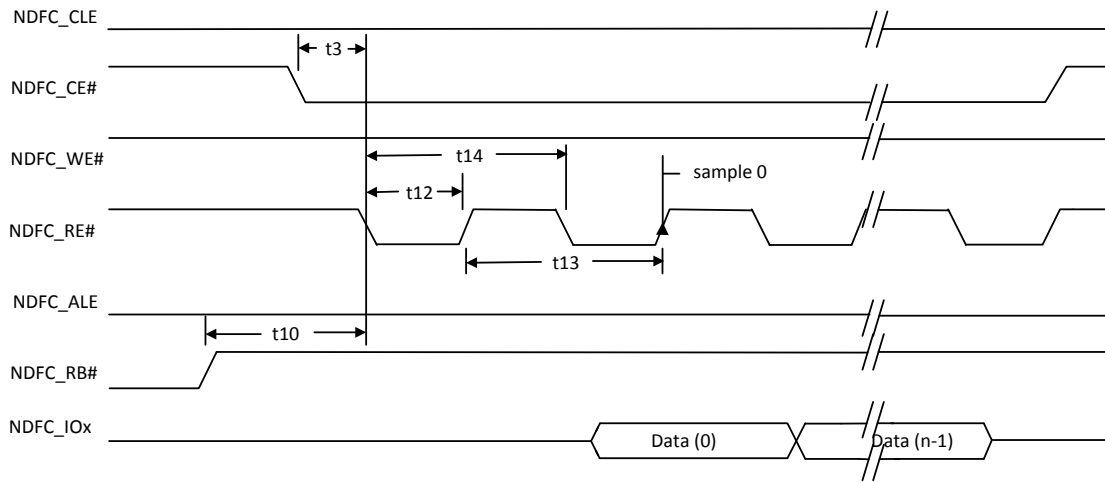 NDFC_CLE
t3
NDFC_CE#
NDFC_WE#
t14
sample 0
t12
NDFC_RE#
t13
NDFC_ALE
t10
NDFC_RB#
NDFC_IOx
Data (0)
Data (n-1)